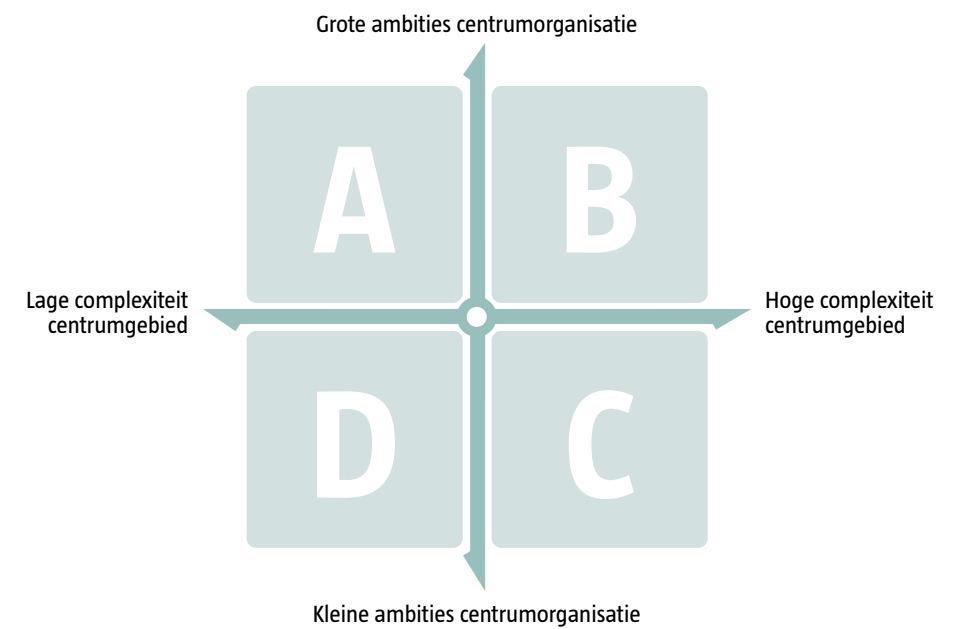 Grote ambities centrumorganisatie
A
B
Lage complexiteit
centrumgebied
Hoge complexiteit
centrumgebied
D
C
Kleine ambities centrumorganisatie